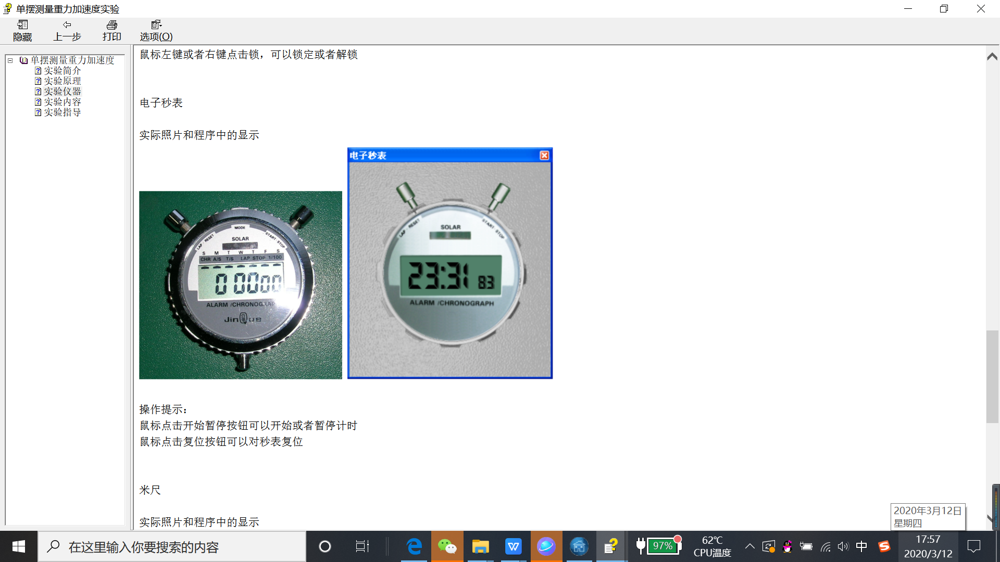 单摆测量重力加速度实验
隐藏
上一步
打印
选项(O)
单摆测量重力加速度
实验简介
实验原理
实验仪器
实验内容
实验指导
鼠标左键或者右键点击锁，可以锁定或者解锁
电子秒表
实际照片和程序中的显示
MODE
LAP · RESET
START · STOP
SOLAR
S M T W T F S
CHR A/S T/S LAP STOP 1/100
0 00 00
ALARM /CHRONOGRAP
JinQue
电子秒表
LAP · RESET
SOLAR
START · STOP
23:31 83
ALARM /CHRONOGRAPH
操作提示：
鼠标点击开始暂停按钮可以开始或者暂停计时
鼠标点击复位按钮可以对秒表复位
米尺
实际照片和程序中的显示
2020年3月12日
星期四
在这里输入你要搜索的内容
97%
62℃
CPU温度
中
17:57
2020/3/12